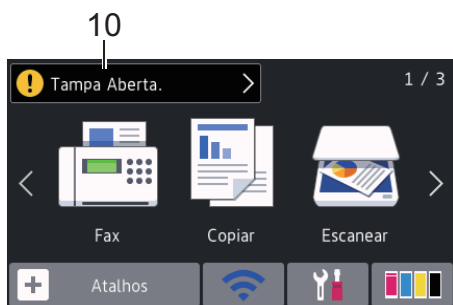 10
Tampa Aberta.
1 / 3
Fax
Copiar
Escanear
Atalhos